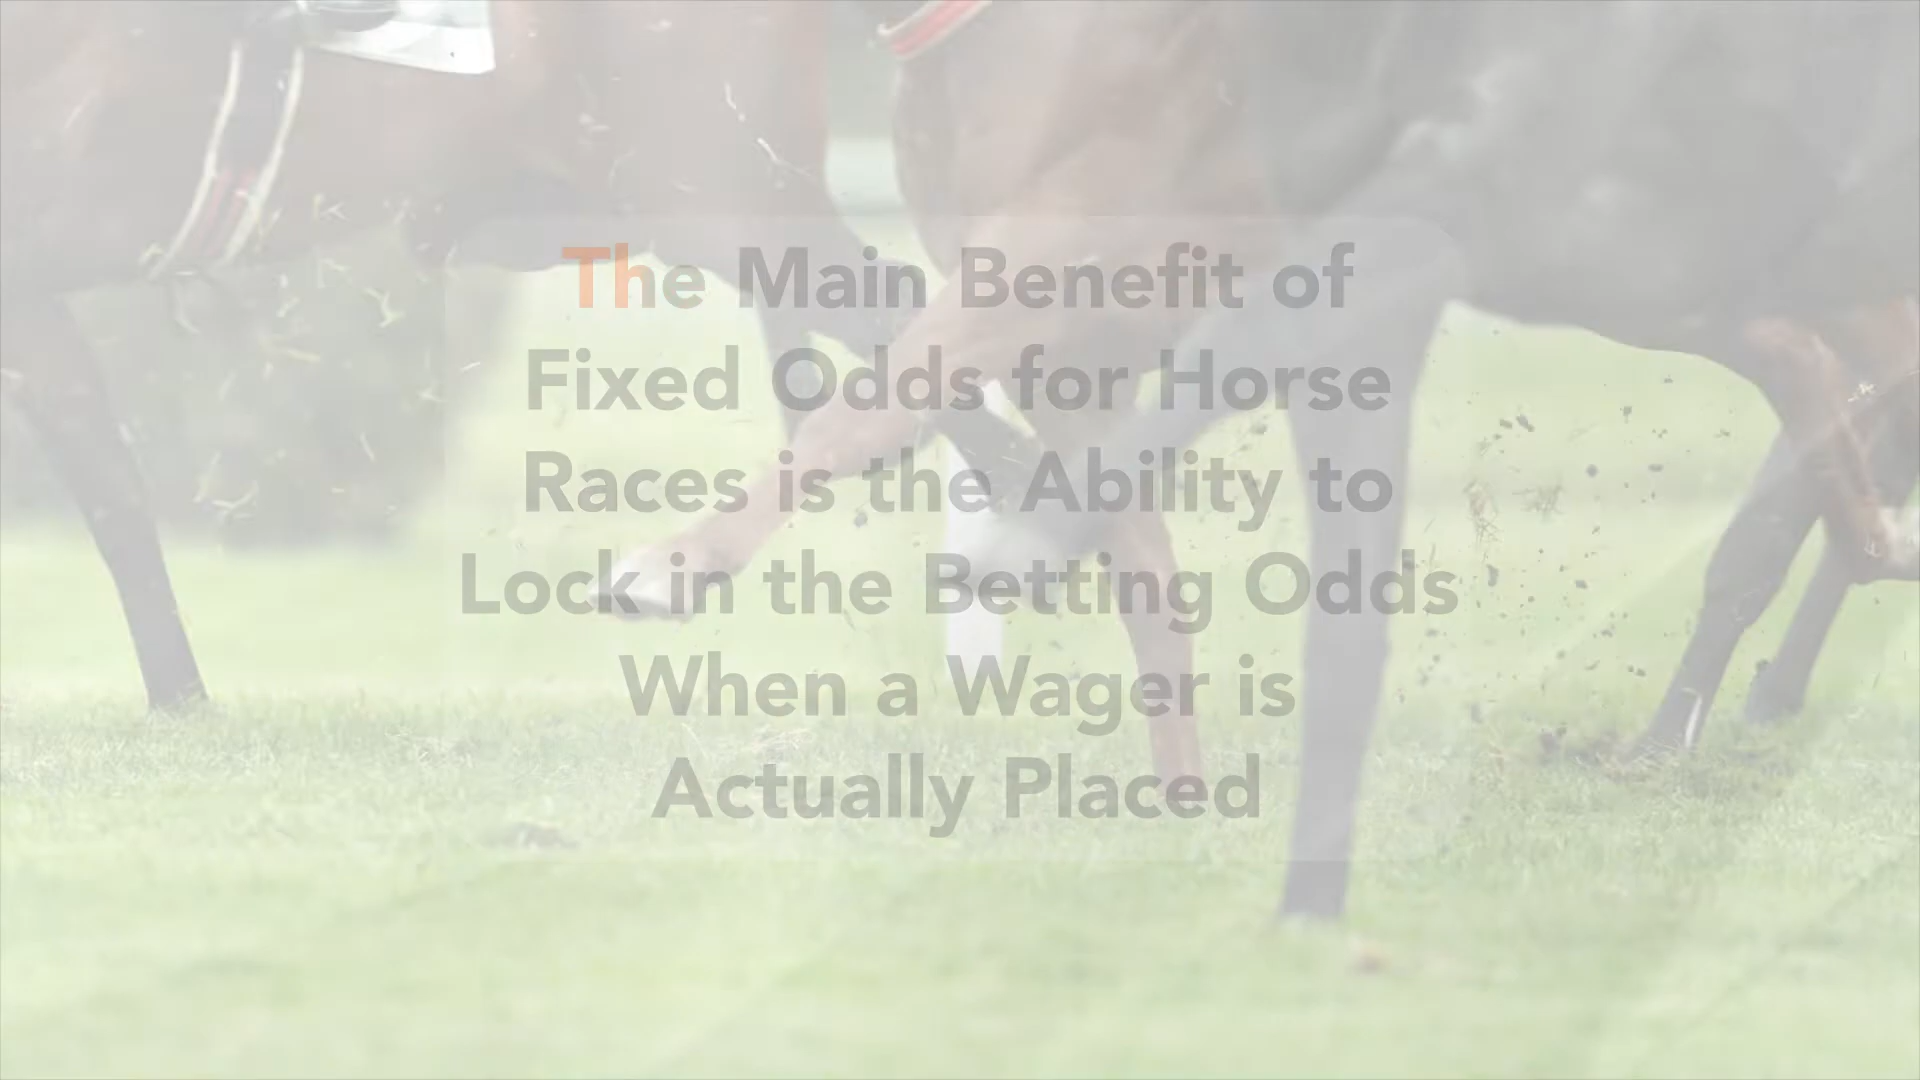 The Main Benefit of
Fixed Odds for Horse
Races is the Ability to
Lock in the Betting Odds
When a Wager is
Actually Placed